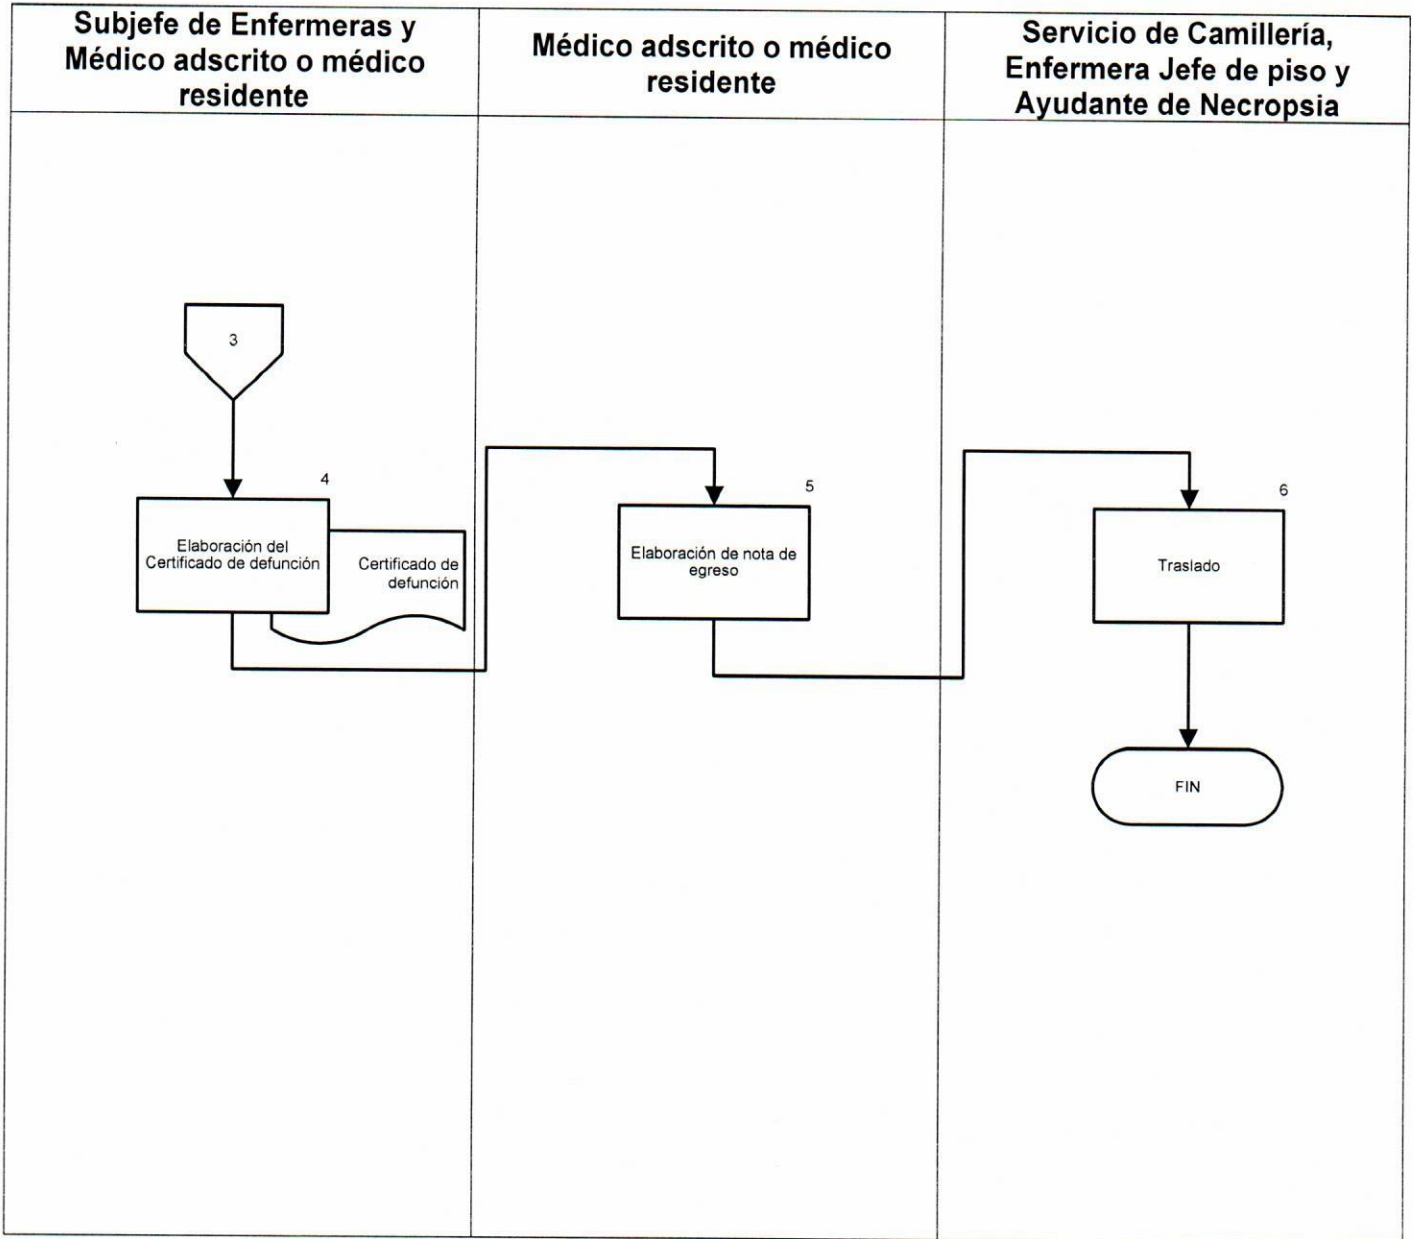 Subjefe de Enfermeras y
Médico adscrito o médico
residente
Médico adscrito o médico
residente
Servicio de Camillería,
Enfermera Jefe de piso y
Ayudante de Necropsia
3
4
Elaboración del
Certificado de defunción
Certificado de
defunción
5
Elaboración de nota de
egreso
6
Traslado
FIN